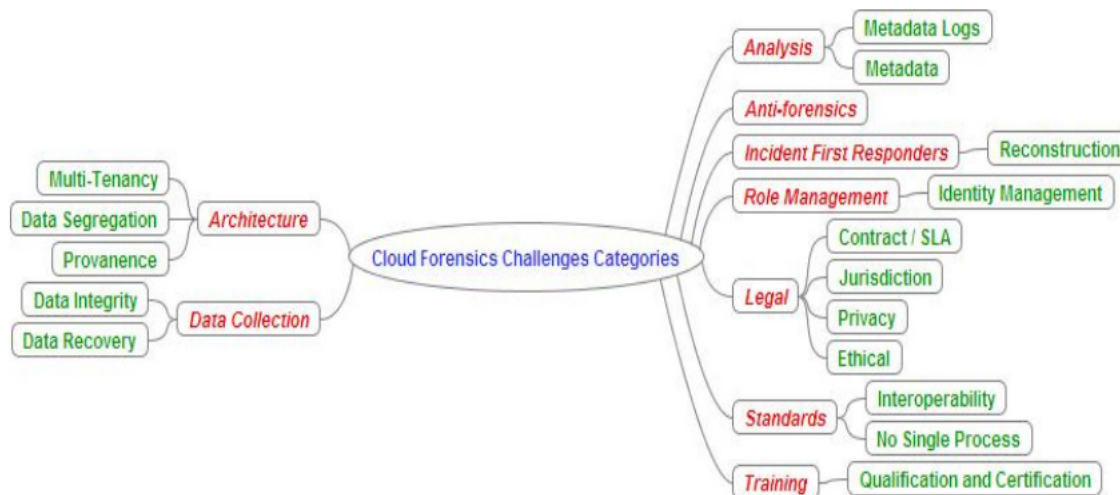 Cloud Forensics Challenges Categories
Architecture
Multi-Tenancy
Data Segregation
Provanence
Data Collection
Data Integrity
Data Recovery
Analysis
Metadata Logs
Metadata
Anti-forensics
Incident First Responders
Reconstruction
Role Management
Identity Management
Legal
Contract / SLA
Jurisdiction
Privacy
Ethical
Standards
Interoperability
No Single Process
Training
Qualification and Certification